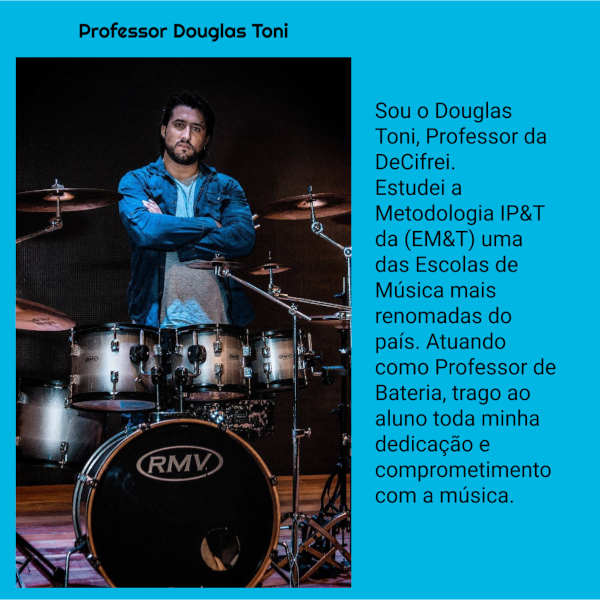 Professor Douglas Toni
Sou o Douglas
Toni, Professor da
DeCifrei.
Estudei a
Metodologia IP&T
da (EM&T) uma
das Escolas de
Música mais
renomadas do
país. Atuando
como Professor de
Bateria, trago ao
aluno toda minha
dedicação e
comprometimento
com a música.
RMV